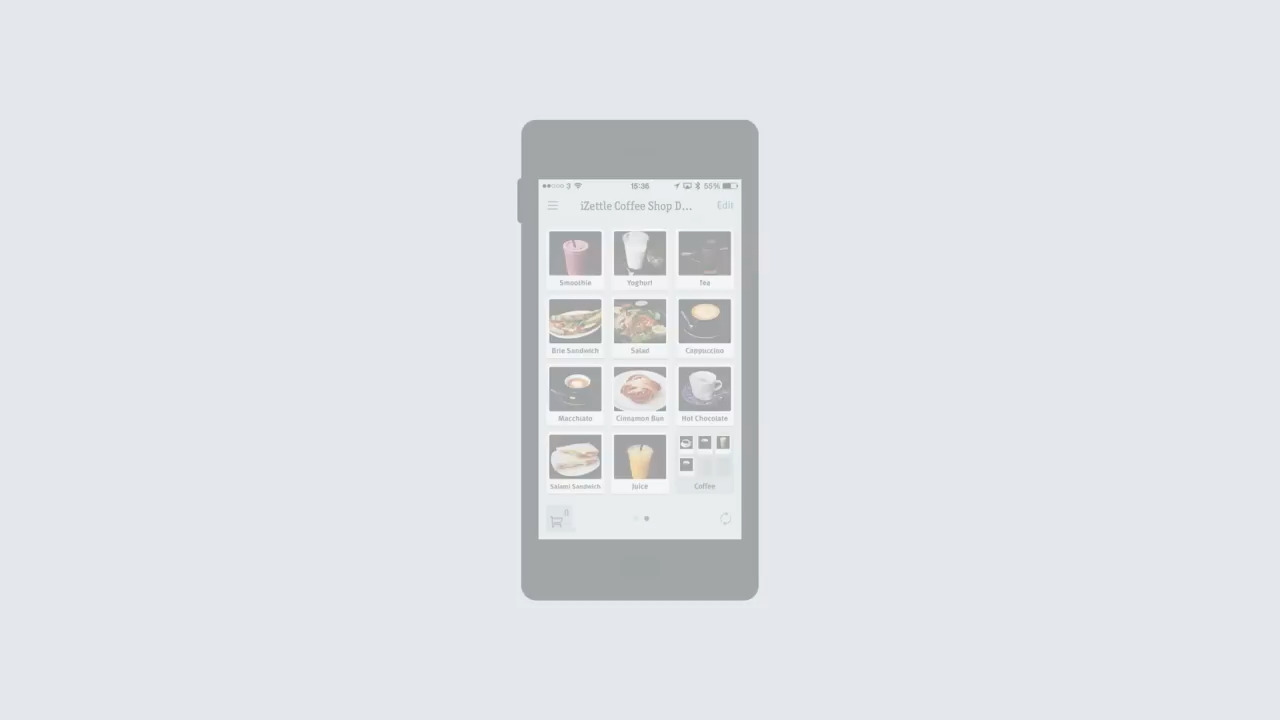 3 15:36 55%
iZettle Coffee Shop D... Edit
Smoothie Yoghurt Tea
Brie Sandwich Salad Cappuccino
Macchiato Cinnamon Bun Hot Chocolate
Salami Sandwich Juice Coffee
0